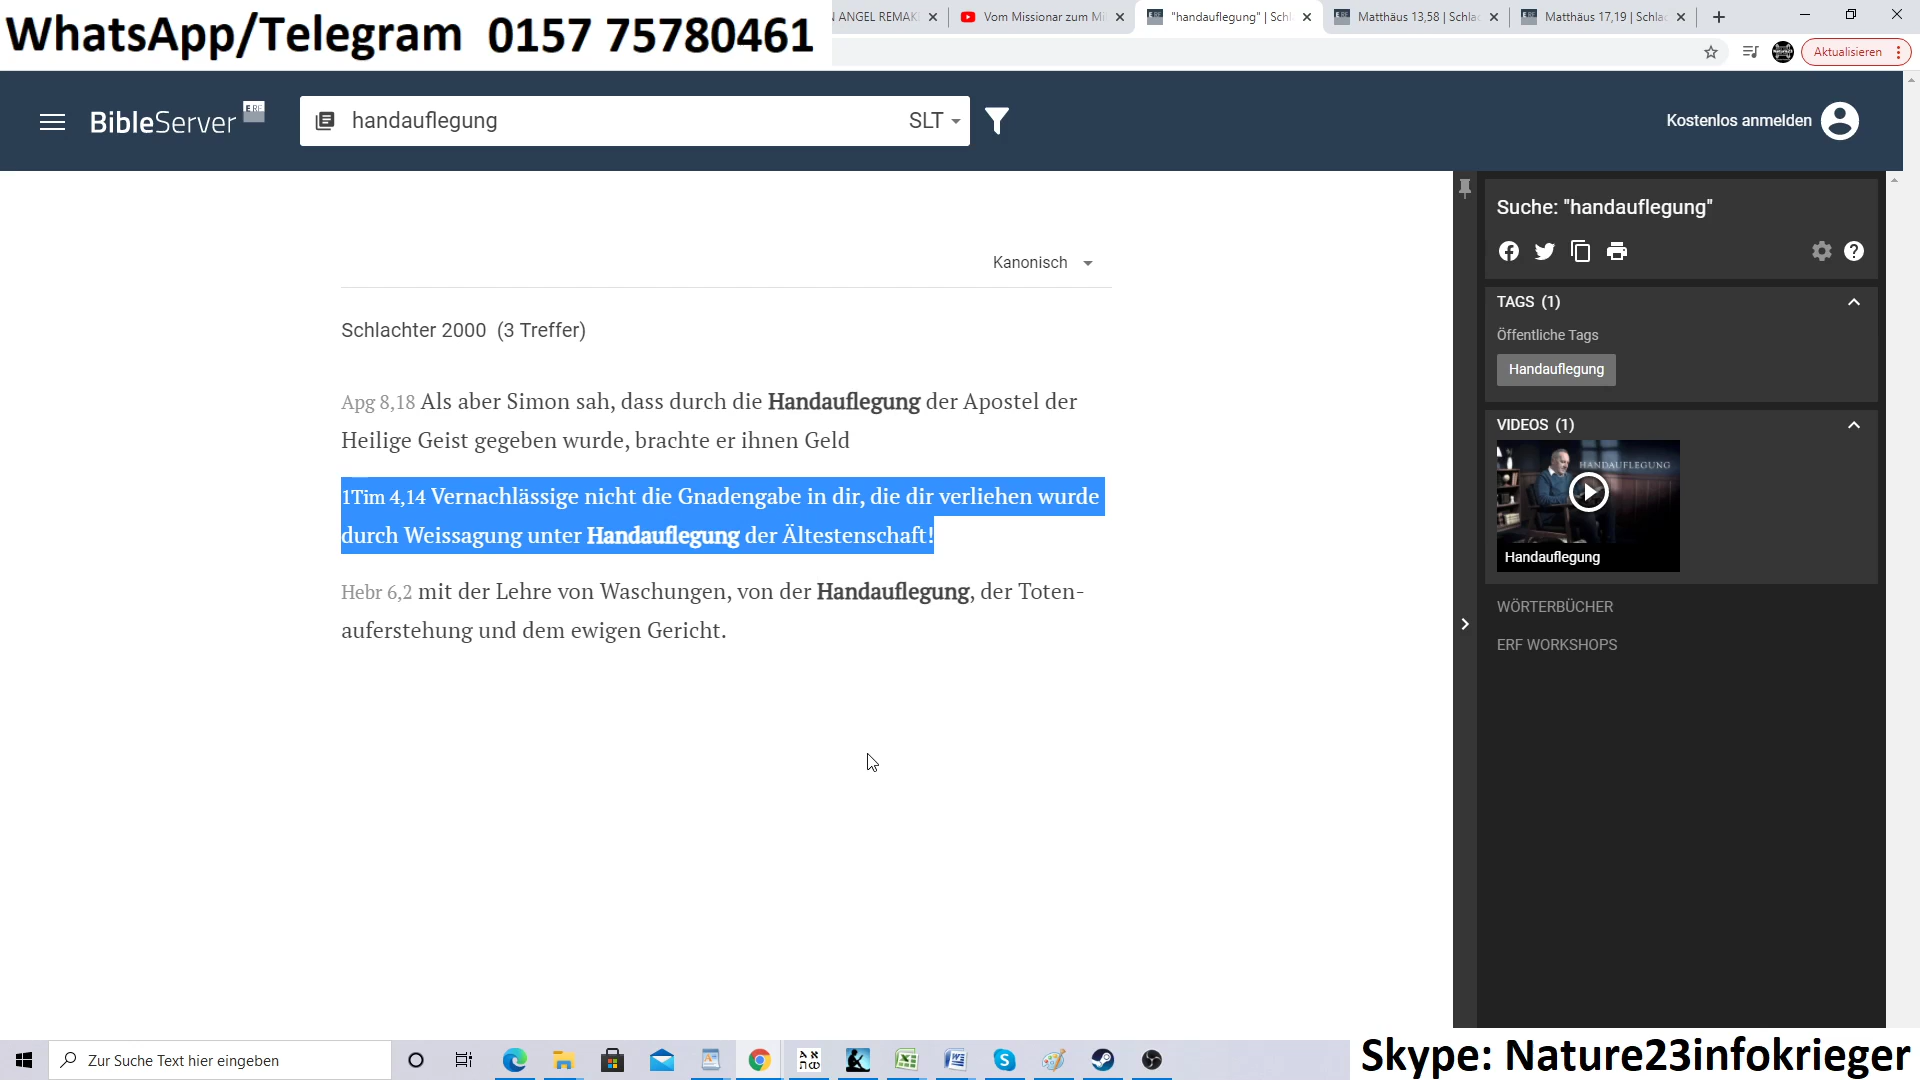 WhatsApp/Telegram 0157 75780461
N ANGEL REMAK
Vom Missionar zum Mi
"handauflegung" | Schl
Matthäus 13,58 | Schlac
Matthäus 17,19 | Schlac
Aktualisieren
BibleServer
handauflegung
SLT
Kostenlos anmelden
Kanonisch
Schlachter 2000 (3 Treffer)
Apg 8,18 Als aber Simon sah, dass durch die Handauflegung der Apostel der
Heilige Geist gegeben wurde, brachte er ihnen Geld
1Tim 4,14 Vernachlässige nicht die Gnadengabe in dir, die dir verliehen wurde
durch Weissagung unter Handauflegung der Ältestenschaft!
Hebr 6,2 mit der Lehre von Waschungen, von der Handauflegung, der Toten-
auferstehung und dem ewigen Gericht.
Suche: "handauflegung"
TAGS (1)
Öffentliche Tags
Handauflegung
VIDEOS (1)
HANDAUFLEGUNG
Handauflegung
WÖRTERBÜCHER
ERF WORKSHOPS
Zur Suche Text hier eingeben
Skype: Nature23infokrieger